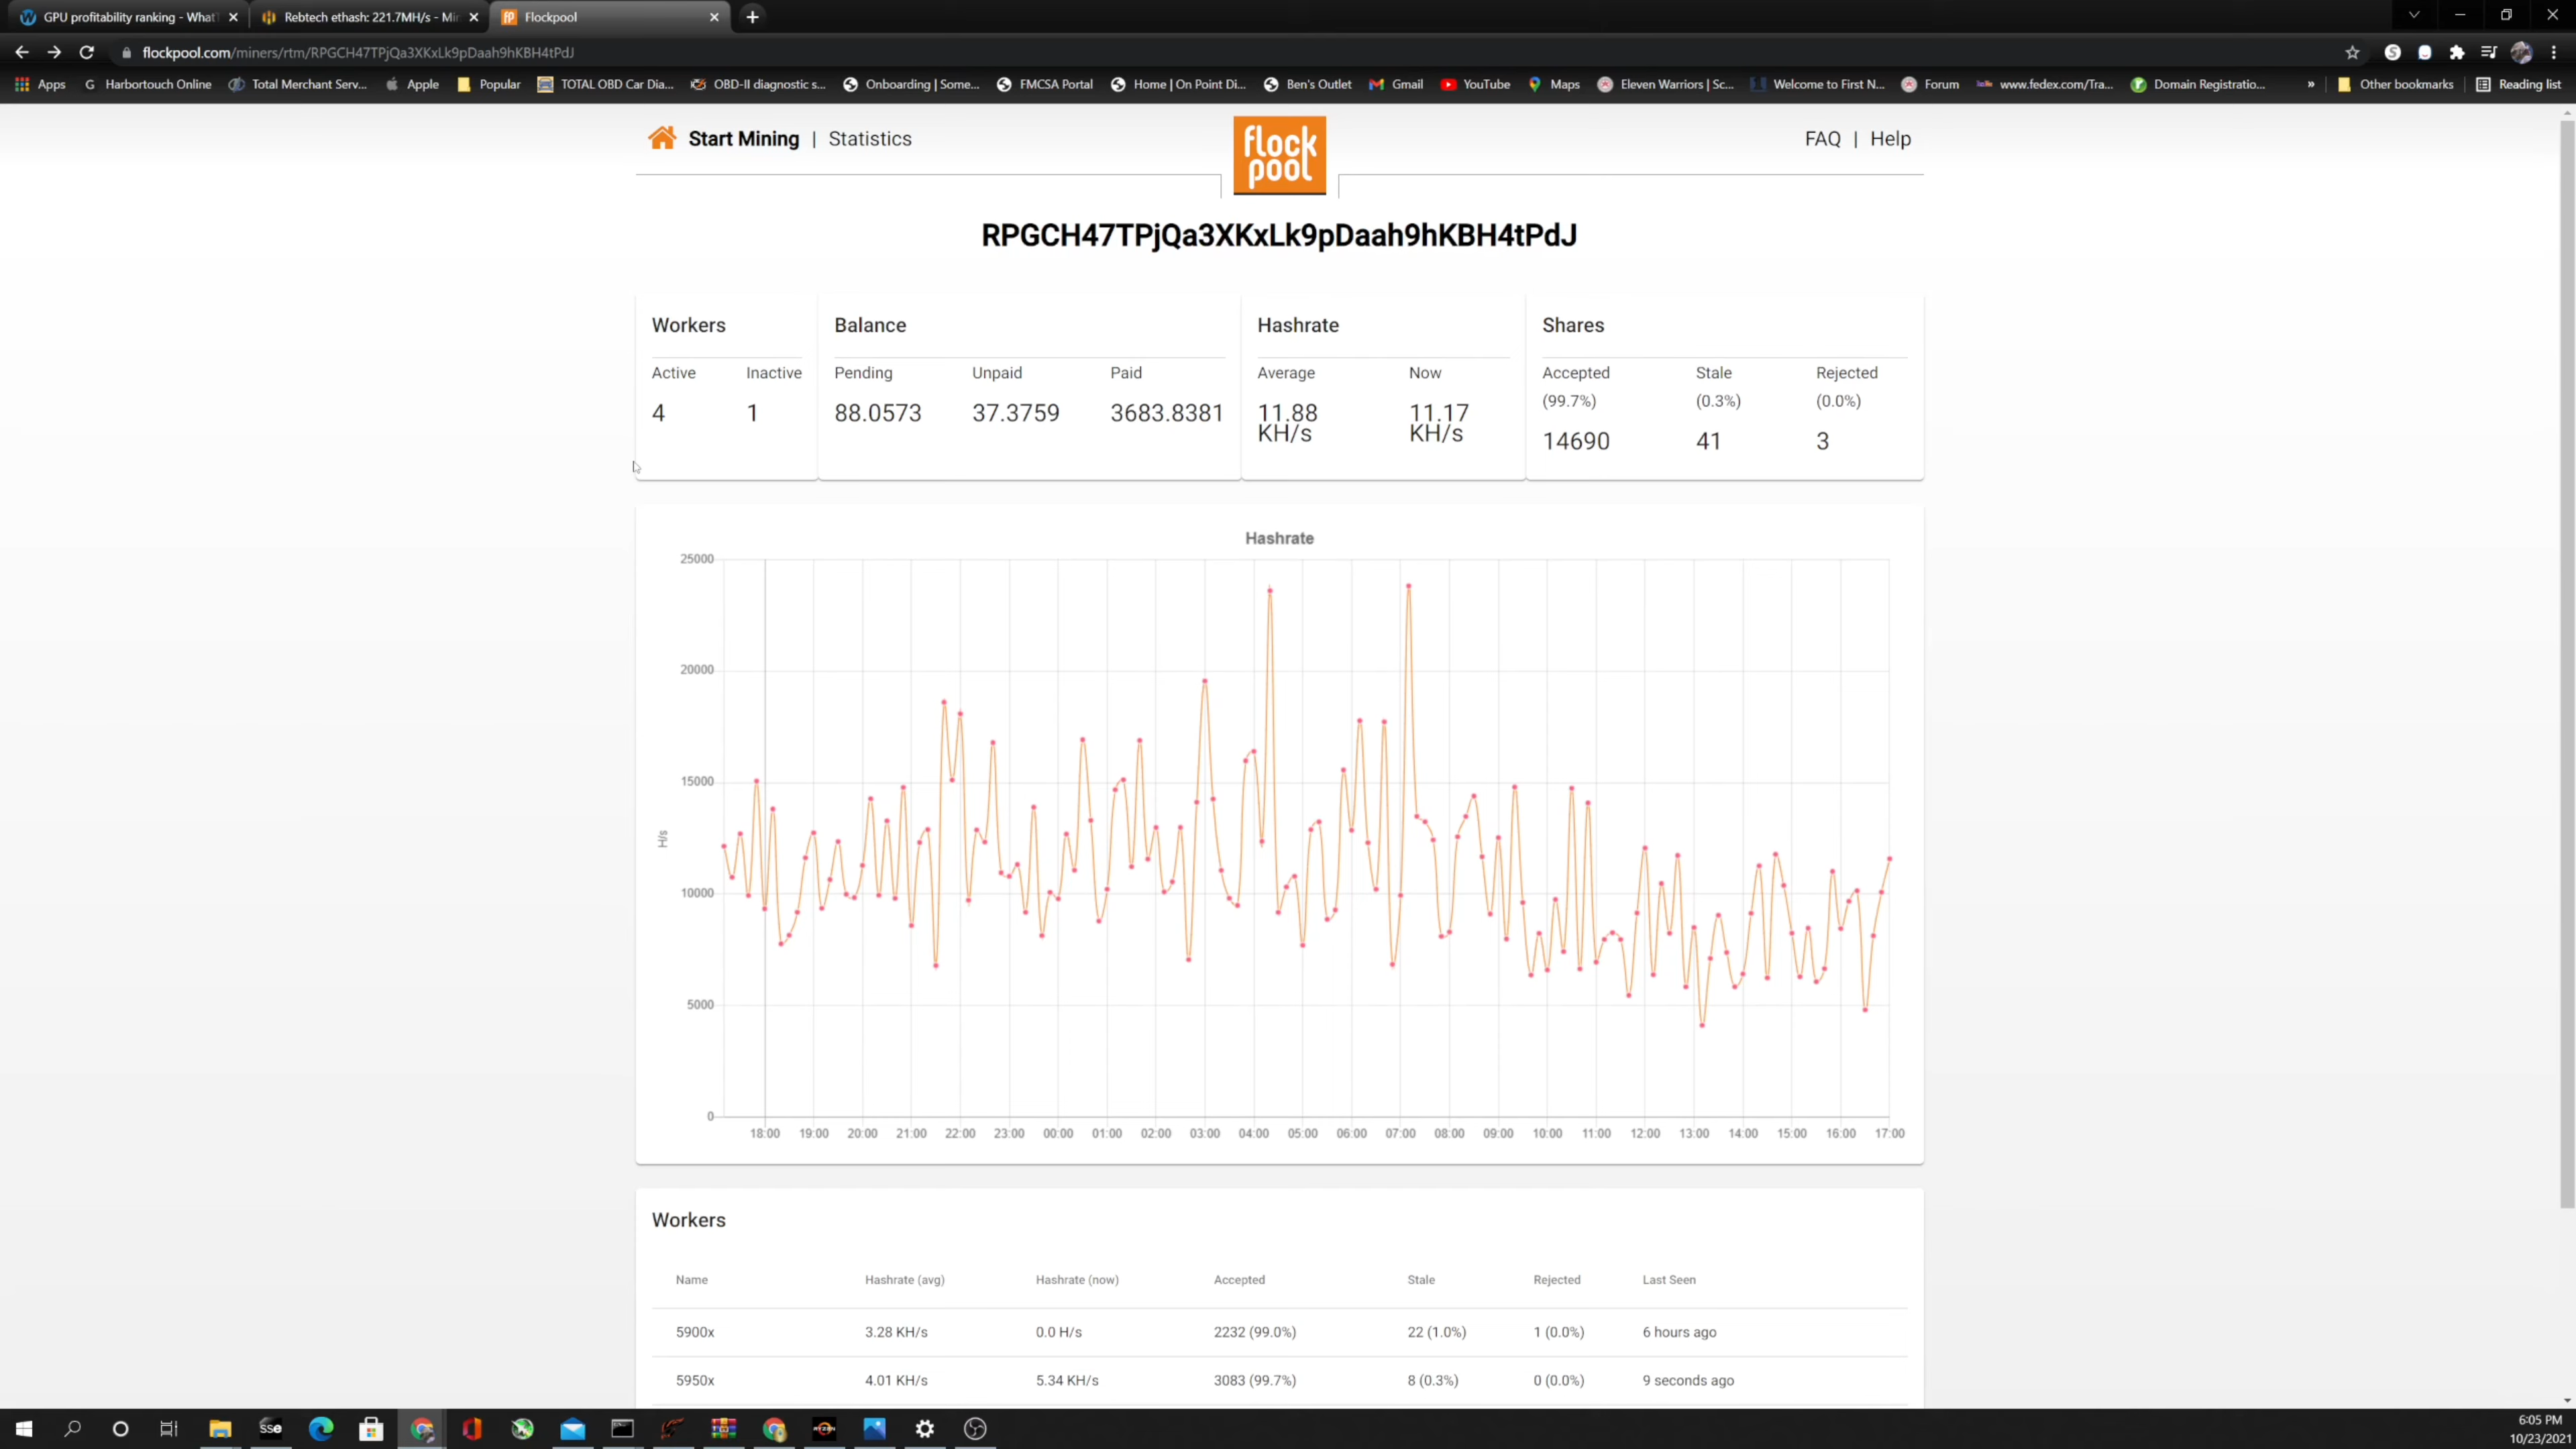 GPU profitability ranking - What
Rebtech ethash: 221.7MH/s - Mi
Flockpool
flockpool.com/miners/rtm/RPGCH47TPjQa3XKxLk9pDaah9hKBH4tPdJ
Apps Harbortouch Online Total Merchant Serv... Apple Popular TOTAL OBD Car Dia... OBD-II diagnostic s... Onboarding | Some... FMCSA Portal Home | On Point Di... Ben's Outlet Gmail YouTube Maps Eleven Warriors | Sc... Welcome to First N... Forum www.fedex.com/Tra... Domain Registratio... » Other bookmarks Reading list
Start Mining | Statistics
flock
pool
FAQ | Help
RPGCH47TPjQa3XKxLk9pDaah9hKBH4tPdJ
Workers Balance Hashrate Shares
Active Inactive Pending Unpaid Paid Average Now Accepted Stale Rejected
(99.7%) (0.3%) (0.0%)
4 1 88.0573 37.3759 3683.8381 11.88 KH/s 11.17 KH/s 14690 41 3
Hashrate
25000
20000
15000
H/s
10000
5000
0
18:00 19:00 20:00 21:00 22:00 23:00 00:00 01:00 02:00 03:00 04:00 05:00 06:00 07:00 08:00 09:00 10:00 11:00 12:00 13:00 14:00 15:00 16:00 17:00
Workers
Name Hashrate (avg) Hashrate (now) Accepted Stale Rejected Last Seen
5900x 3.28 KH/s 0.0 H/s 2232 (99.0%) 22 (1.0%) 1 (0.0%) 6 hours ago
5950x 4.01 KH/s 5.34 KH/s 3083 (99.7%) 8 (0.3%) 0 (0.0%) 9 seconds ago
sse
RYZEN
6:05 PM
10/23/2021